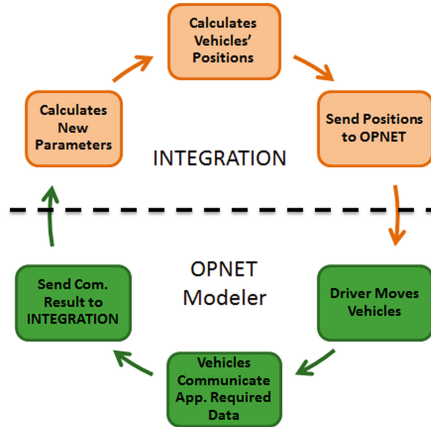 Calculates
Vehicles'
Positions
Calculates
New
Parameters
Send Positions
to OPNET
INTEGRATION
OPNET
Modeler
Send Com.
Result to
INTEGRATION
Driver Moves
Vehicles
Vehicles
Communicate
App. Required
Data